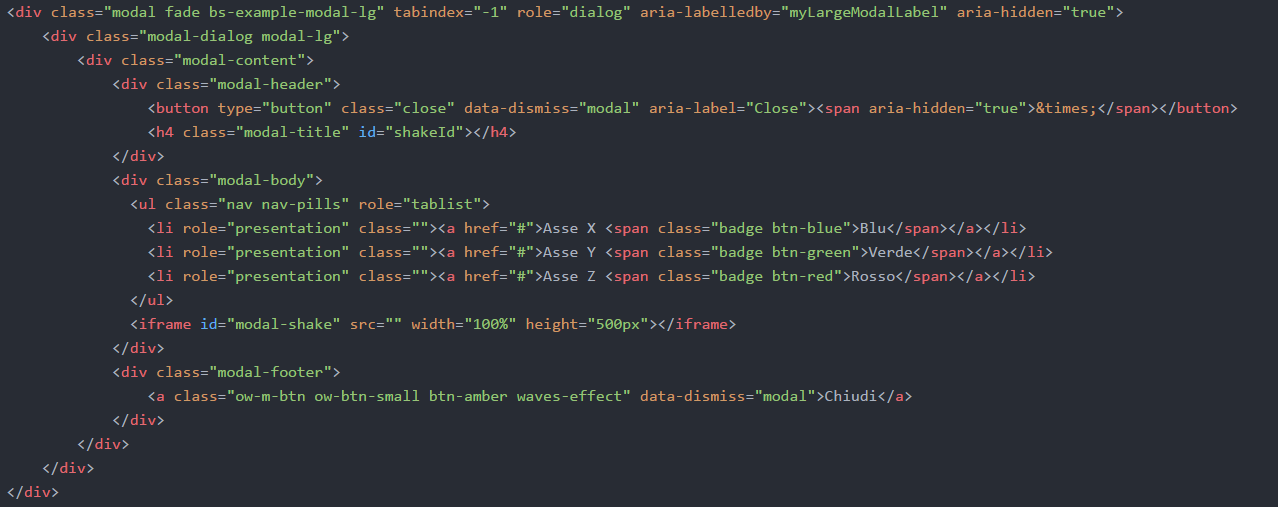 <div class="modal fade bs-example-modal-lg" tabindex="-1" role="dialog" aria-labelledby="myLargeModalLabel" aria-hidden="true">
    <div class="modal-dialog modal-lg">
        <div class="modal-content">
            <div class="modal-header">
                <button type="button" class="close" data-dismiss="modal" aria-label="Close"><span aria-hidden="true">&times;</span></button>
                <h4 class="modal-title" id="shakeId"></h4>
            </div>
            <div class="modal-body">
              <ul class="nav nav-pills" role="tablist">
                <li role="presentation" class=""><a href="#">Asse X <span class="badge btn-blue">Blu</span></a></li>
                <li role="presentation" class=""><a href="#">Asse Y <span class="badge btn-green">Verde</span></a></li>
                <li role="presentation" class=""><a href="#">Asse Z <span class="badge btn-red">Rosso</span></a></li>
              </ul>
              <iframe id="modal-shake" src="" width="100%" height="500px"></iframe>
            </div>
            <div class="modal-footer">
                <a class="ow-m-btn ow-btn-small btn-amber waves-effect" data-dismiss="modal">Chiudi</a>
            </div>
        </div>
    </div>
</div>